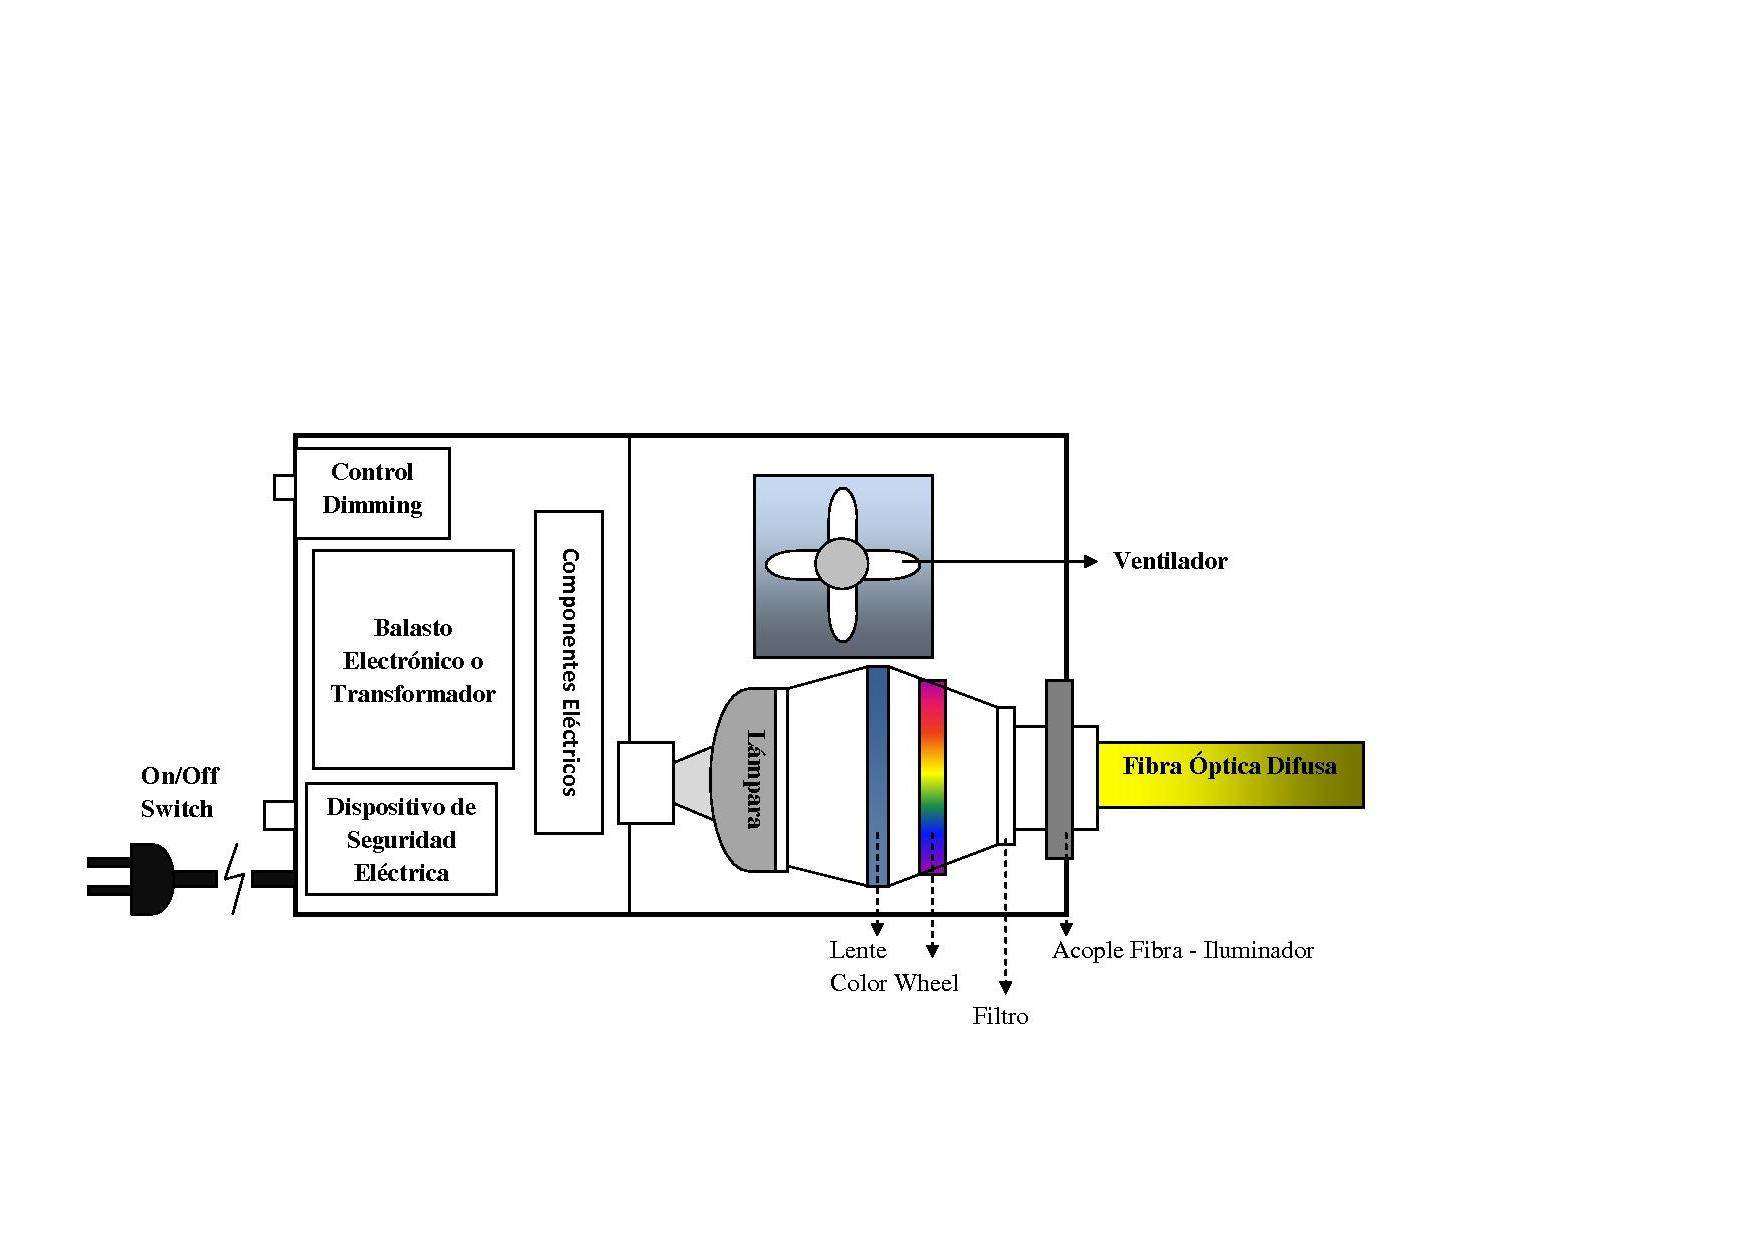 Control
Dimming
Ventilador
Balasto
Electrónico o
Transformador
Componentes Eléctricos
Lámpara
Fibra Óptica Difusa
On/Off
Switch
Dispositivo de
Seguridad
Eléctrica
Lente
Acople Fibra - Iluminador
Color Wheel
Filtro